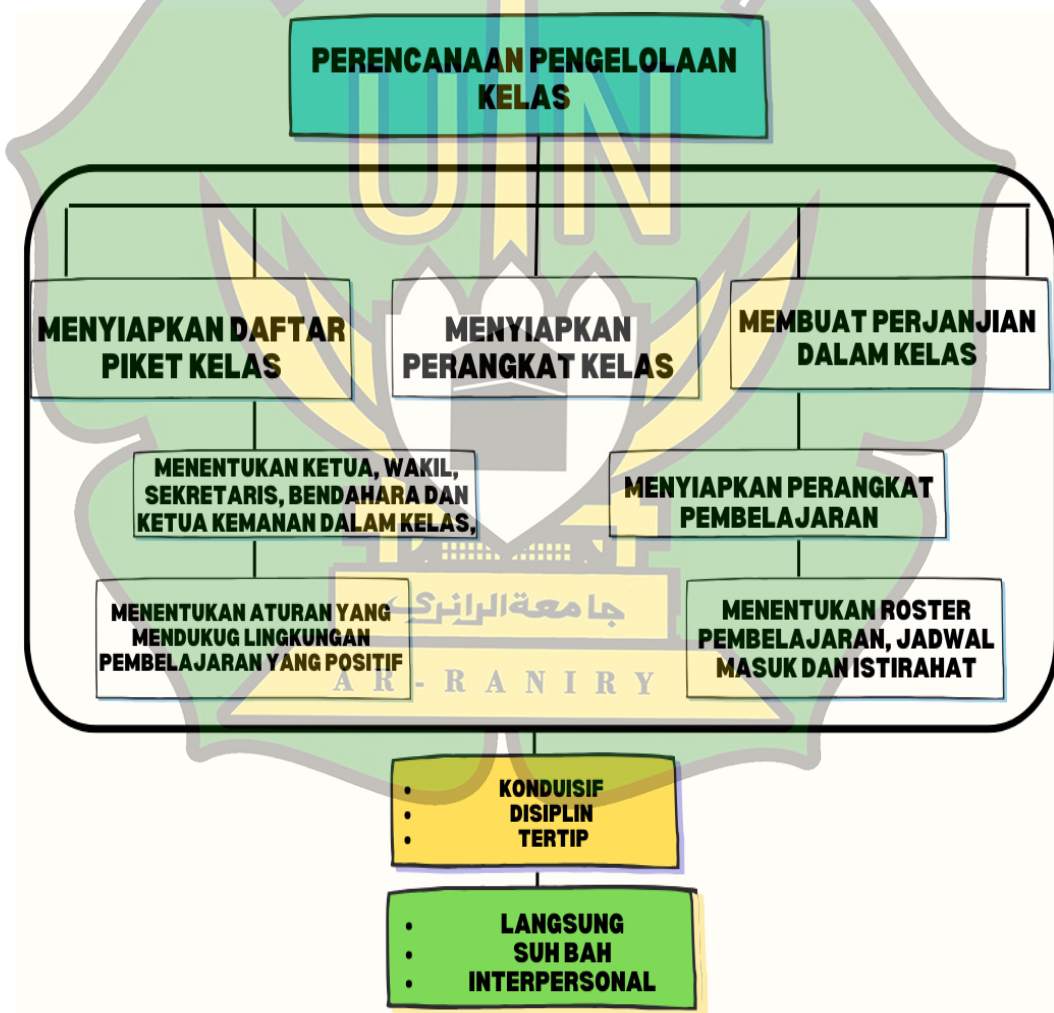 PERENCANAAN PENGELOLAAN
KELAS
UIN
MENYIAPKAN DAFTAR
PIKET KELAS
MENYIAPKAN
PERANGKAT KELAS
MEMBUAT PERJANJIAN
DALAM KELAS
MENENTUKAN KETUA, WAKIL,
SEKRETARIS, BENDAHARA DAN
KETUA KEMANAN DALAM KELAS,
MENYIAPKAN PERANGKAT
PEMBELAJARAN
MENENTUKAN ATURAN YANG
MENDUKUG LINGKUNGAN
PEMBELAJARAN YANG POSITIF
جامعة الرانري
MENENTUKAN ROSTER
PEMBELAJARAN, JADWAL
MASUK DAN ISTIRAHAT
AR-RANIRY
• KONDUISIF
• DISIPLIN
• TERTIP
• LANGSUNG
• SUH BAH
• INTERPERSONAL